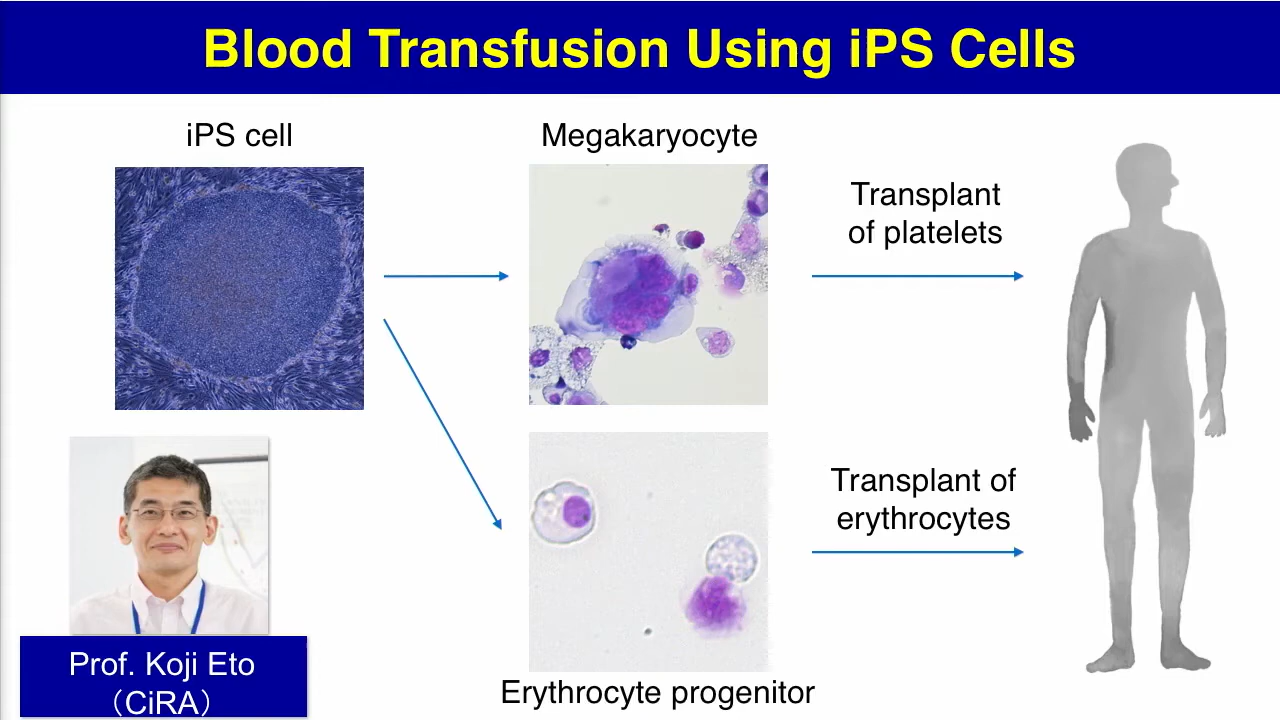 Blood Transfusion Using iPS Cells
iPS cell
Megakaryocyte
Transplant
of platelets
Transplant of
erythrocytes
Prof. Koji Eto
（CiRA）
Erythrocyte progenitor